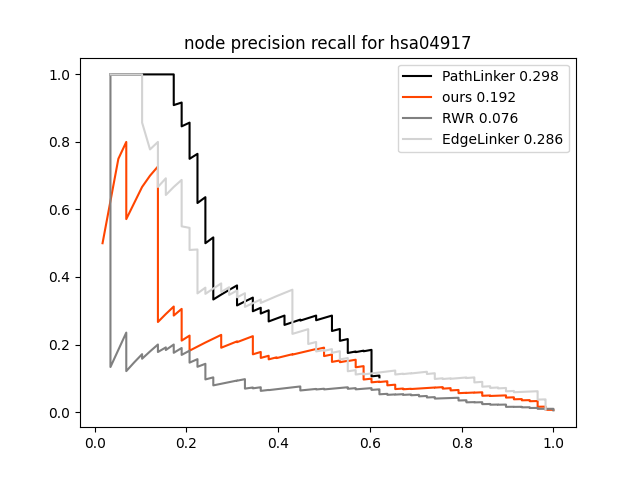 node precision recall for hsa04917
PathLinker 0.298
ours 0.192
RWR 0.076
EdgeLinker 0.286
1.0
0.8
0.6
0.4
0.2
0.0
0.0 0.2 0.4 0.6 0.8 1.0